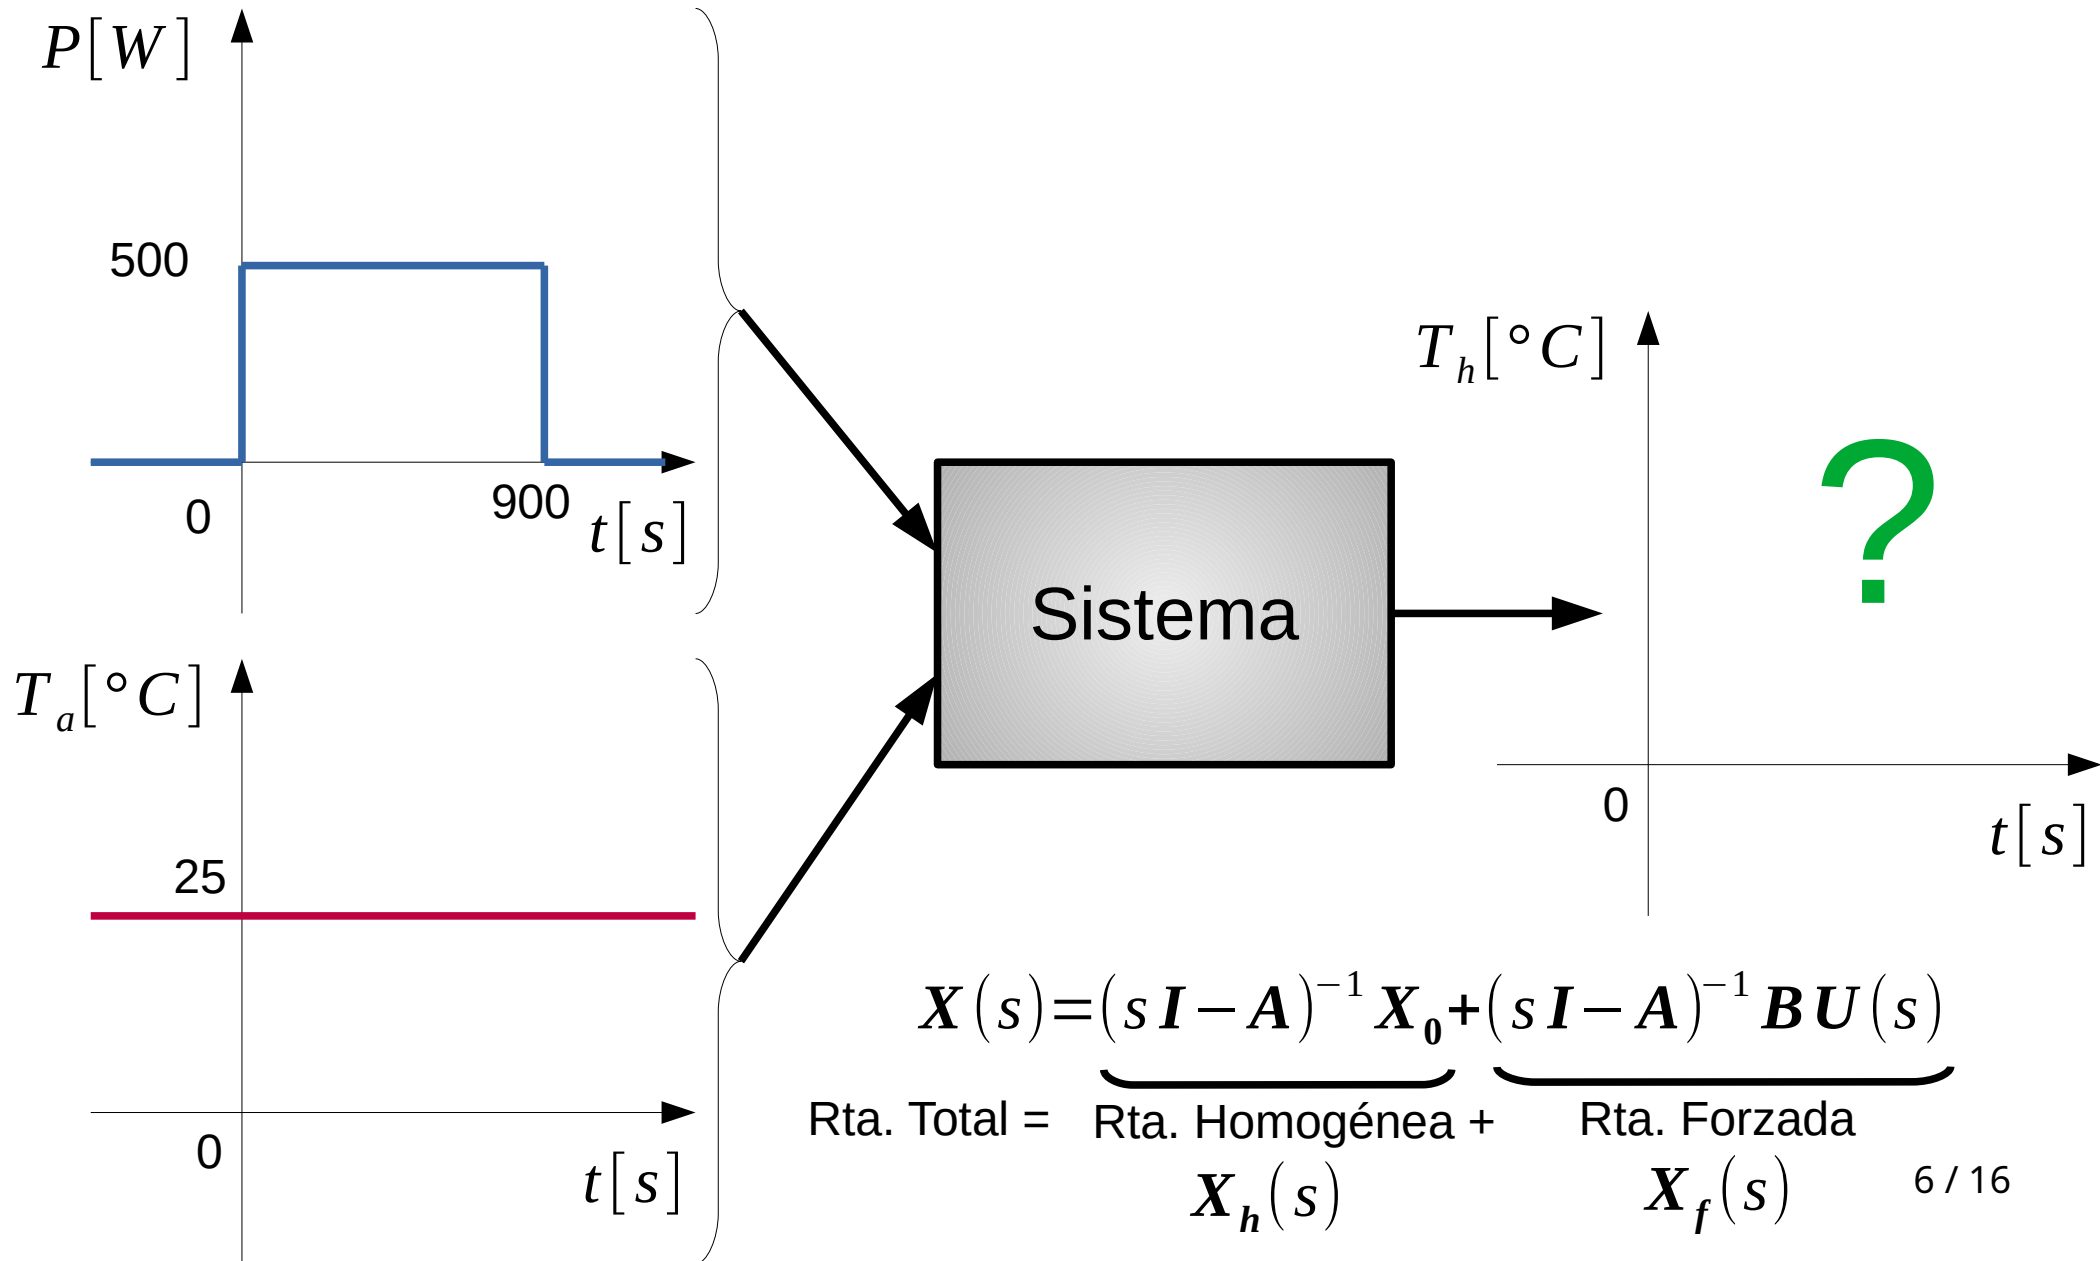 P[W]
500
0
900
t[s]
T_a[°C]
25
0
t[s]
Sistema
T_h[°C]
?
0
t[s]
X(s)=(sI−A)^{−1}X_0+(sI−A)^{−1}BU(s)
Rta. Total = Rta. Homogénea + Rta. Forzada
X_h(s) X_f(s)
6 / 16